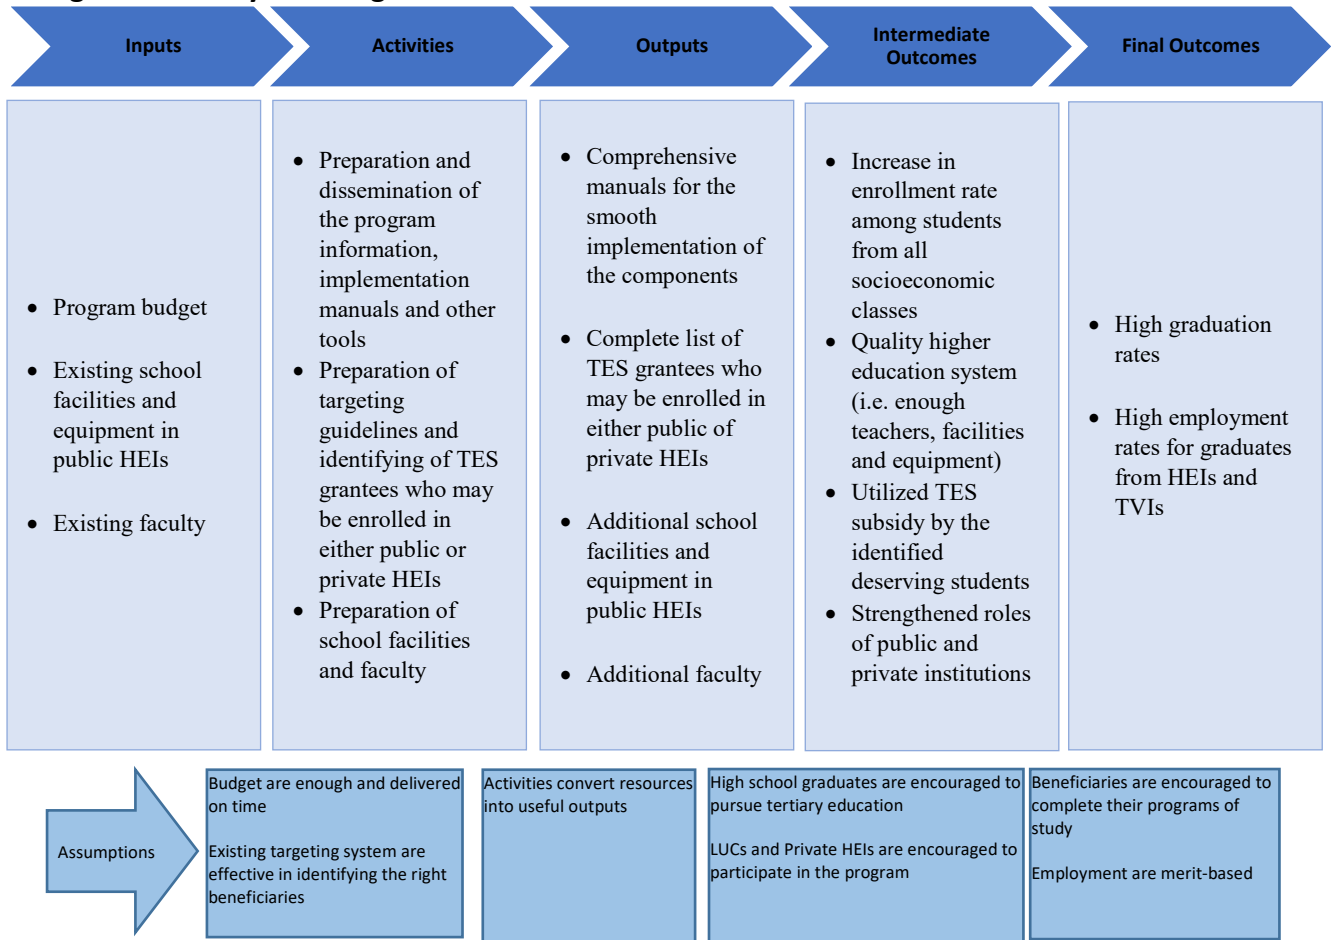 Inputs
Activities
Outputs
Intermediate
Outcomes
Final Outcomes
• Program budget
• Existing school
facilities and
equipment in
public HEIs
• Existing faculty
• Preparation and
dissemination of
the program
information,
implementation
manuals and other
tools
• Preparation of
targeting
guidelines and
identifying of TES
grantees who may
be enrolled in
either public or
private HEIs
• Preparation of
school facilities
and faculty
• Comprehensive
manuals for the
smooth
implementation of
the components
• Complete list of
TES grantees who
may be enrolled in
either public of
private HEIs
• Additional school
facilities and
equipment in
public HEIs
• Additional faculty
• Increase in
enrollment rate
among students
from all
socioeconomic
classes
• Quality higher
education system
(i.e. enough
teachers, facilities
and equipment)
• Utilized TES
subsidy by the
identified
deserving students
• Strengthened roles
of public and
private institutions
• High graduation
rates
• High employment
rates for graduates
from HEIs and
TVIs
Assumptions
Budget are enough and delivered
on time
Existing targeting system are
effective in identifying the right
beneficiaries
Activities convert resources
into useful outputs
High school graduates are encouraged to
pursue tertiary education
LUCs and Private HEIs are encouraged to
participate in the program
Beneficiaries are encouraged to
complete their programs of
study
Employment are merit-based